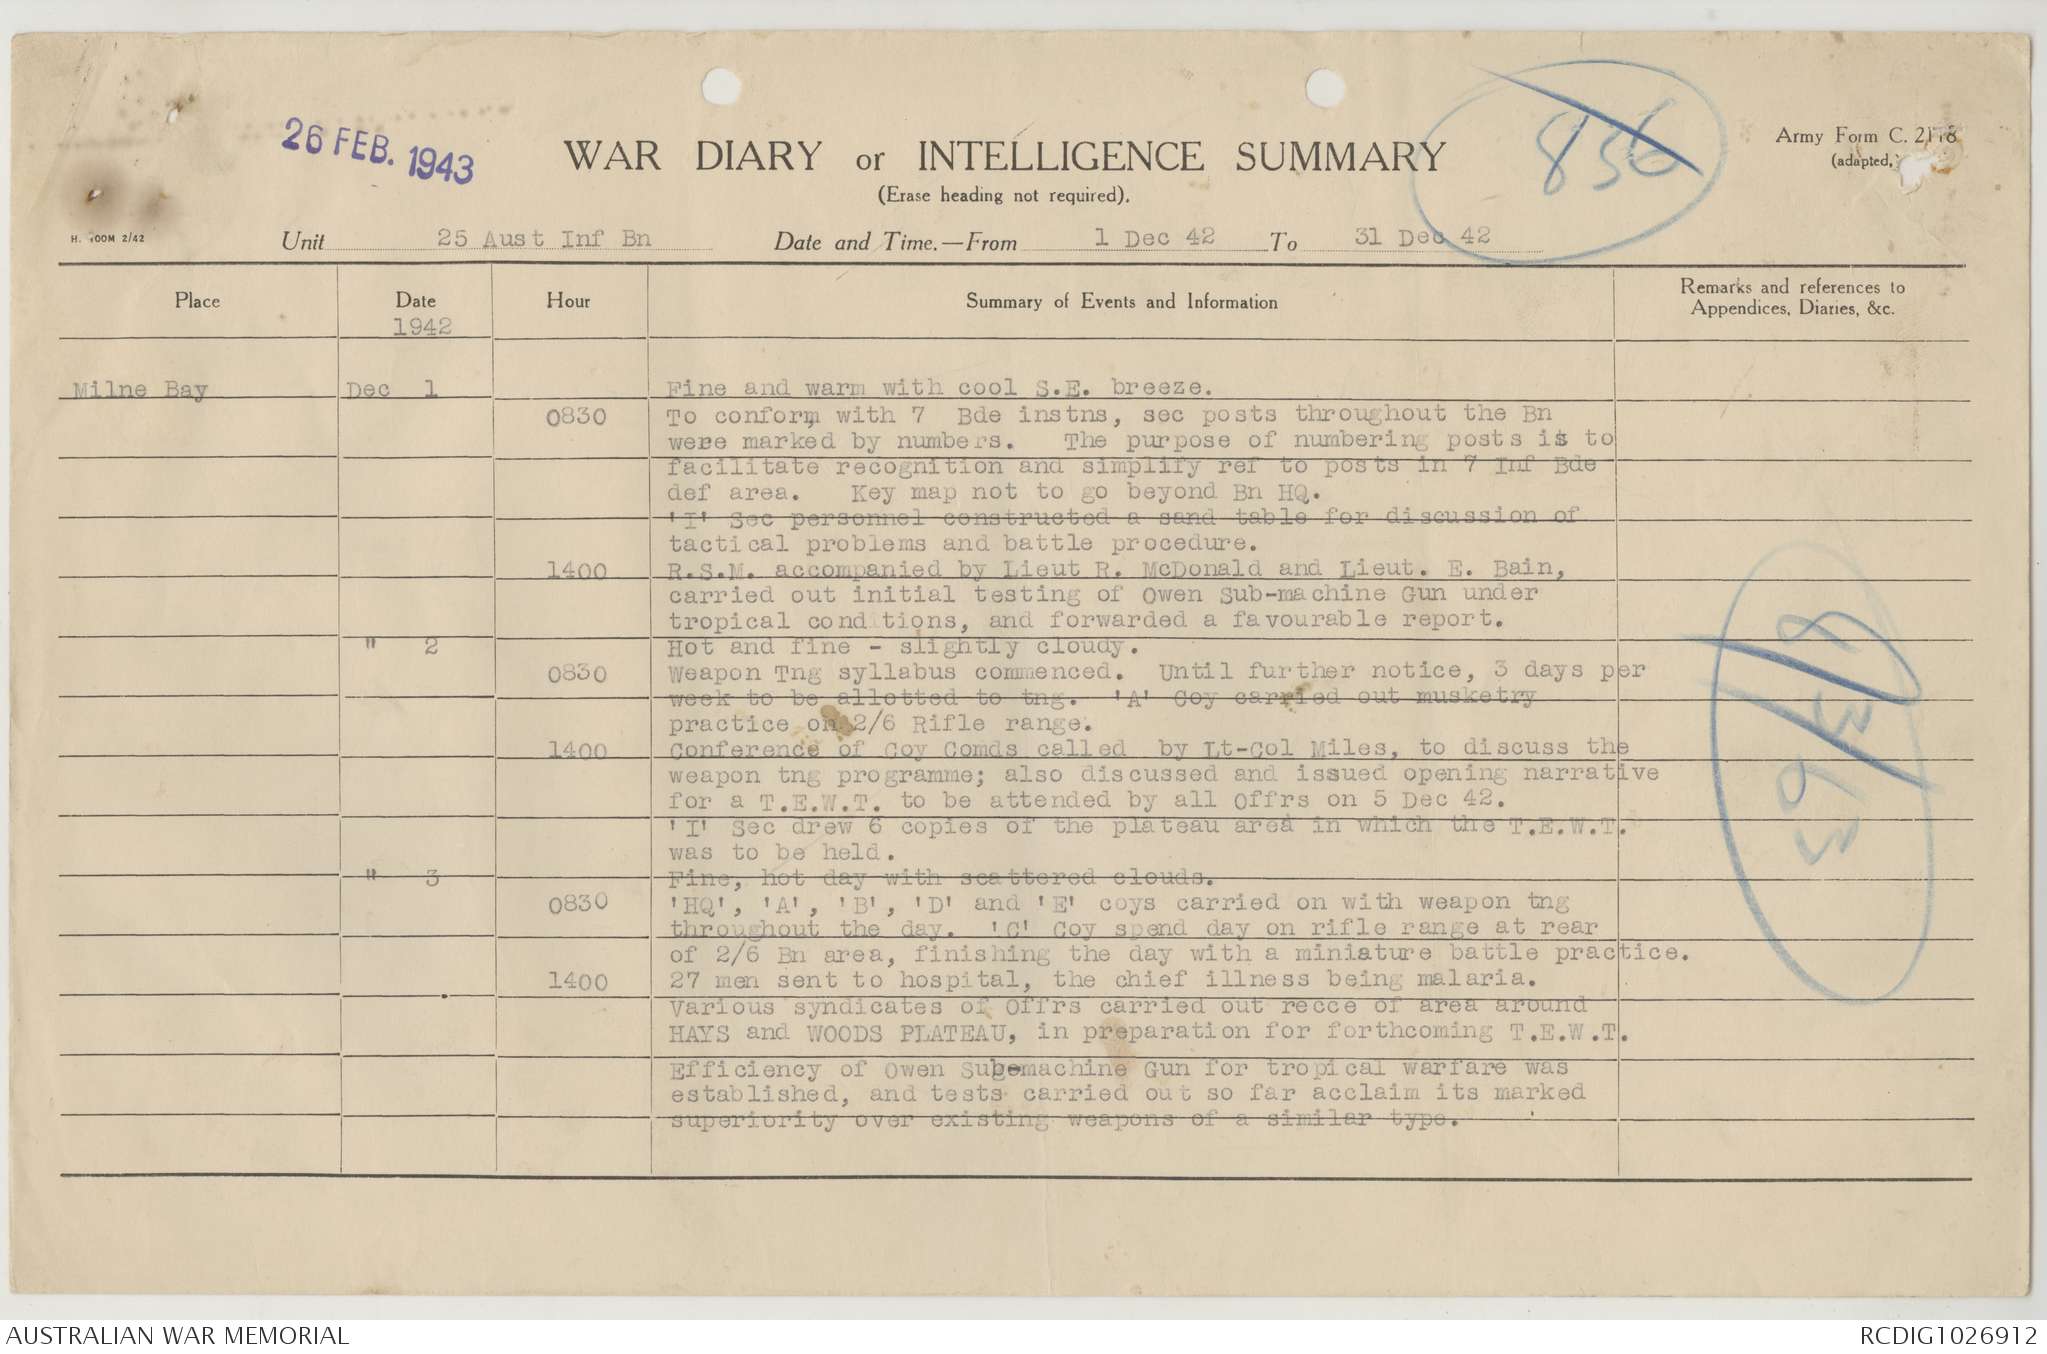 26 FEB. 1943
WAR DIARY or INTELLIGENCE SUMMARY
(Erase heading not required).
836
Army Form C. 2118
(adapted.)
H. 100M 2/42
Unit 25 Aust Inf Bn Date and Time.—From 1 Dec 42 To 31 Dec 42
Place Date Hour Summary of Events and Information Remarks and references to
Appendices, Diaries, &c.
1942
Milne Bay Dec 1 Fine and warm with cool S.E. breeze.
0830 To conform, with 7 Bde instns, sec posts throughout the Bn
were marked by numbers. The purpose of numbering posts is to
facilitate recognition and simplify ref to posts in 7 Inf Bde
def area. Key map not to go beyond Bn HQ.
'I' Sec personnel constructed a sand table for discussion of
tactical problems and battle procedure.
1400 R.S.M. accompanied by Lieut R. McDonald and Lieut. E. Bain,
carried out initial testing of Owen Sub-machine Gun under
tropical conditions, and forwarded a favourable report.
" 2 Hot and fine - slightly cloudy.
0830 Weapon Tng syllabus commenced. Until further notice, 3 days per
week to be allotted to tng. 'A' Coy carried out musketry
practice on 2/6 Rifle range.
1400 Conference of Coy Comds called by Lt-Col Miles, to discuss the
weapon tng programme; also discussed and issued opening narrative
for a T.E.W.T. to be attended by all Offrs on 5 Dec 42.
'I' Sec drew 6 copies of the plateau area in which the T.E.W.T.
was to be held.
" 3 Fine, hot day with scattered clouds.
0830 'HQ', 'A', 'B', 'D' and 'E' coys carried on with weapon tng
throughout the day. 'C' Coy spend day on rifle range at rear
of 2/6 Bn area, finishing the day with a miniature battle practice.
1400 27 men sent to hospital, the chief illness being malaria.
Various syndicates of Offrs carried out recce of area around
HAYS and WOODS PLATEAU, in preparation for forthcoming T.E.W.T.
Efficiency of Owen Sub-machine Gun for tropical warfare was
established, and tests carried out so far acclaim its marked
superiority over existing weapons of a similar type.
AUSTRALIAN WAR MEMORIAL RCDIG1026912